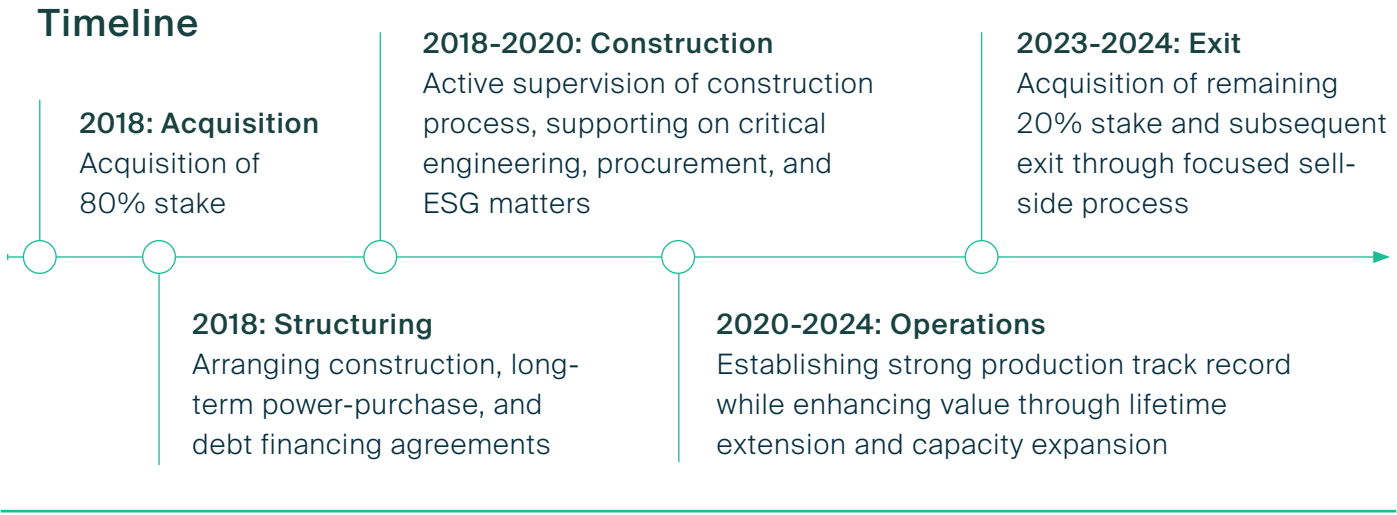 Timeline
2018: Acquisition
Acquisition of
80% stake
2018: Structuring
Arranging construction, long-
term power-purchase, and
debt financing agreements
2018-2020: Construction
Active supervision of construction
process, supporting on critical
engineering, procurement, and
ESG matters
2020-2024: Operations
Establishing strong production track record
while enhancing value through lifetime
extension and capacity expansion
2023-2024: Exit
Acquisition of remaining
20% stake and subsequent
exit through focused sell-
side process